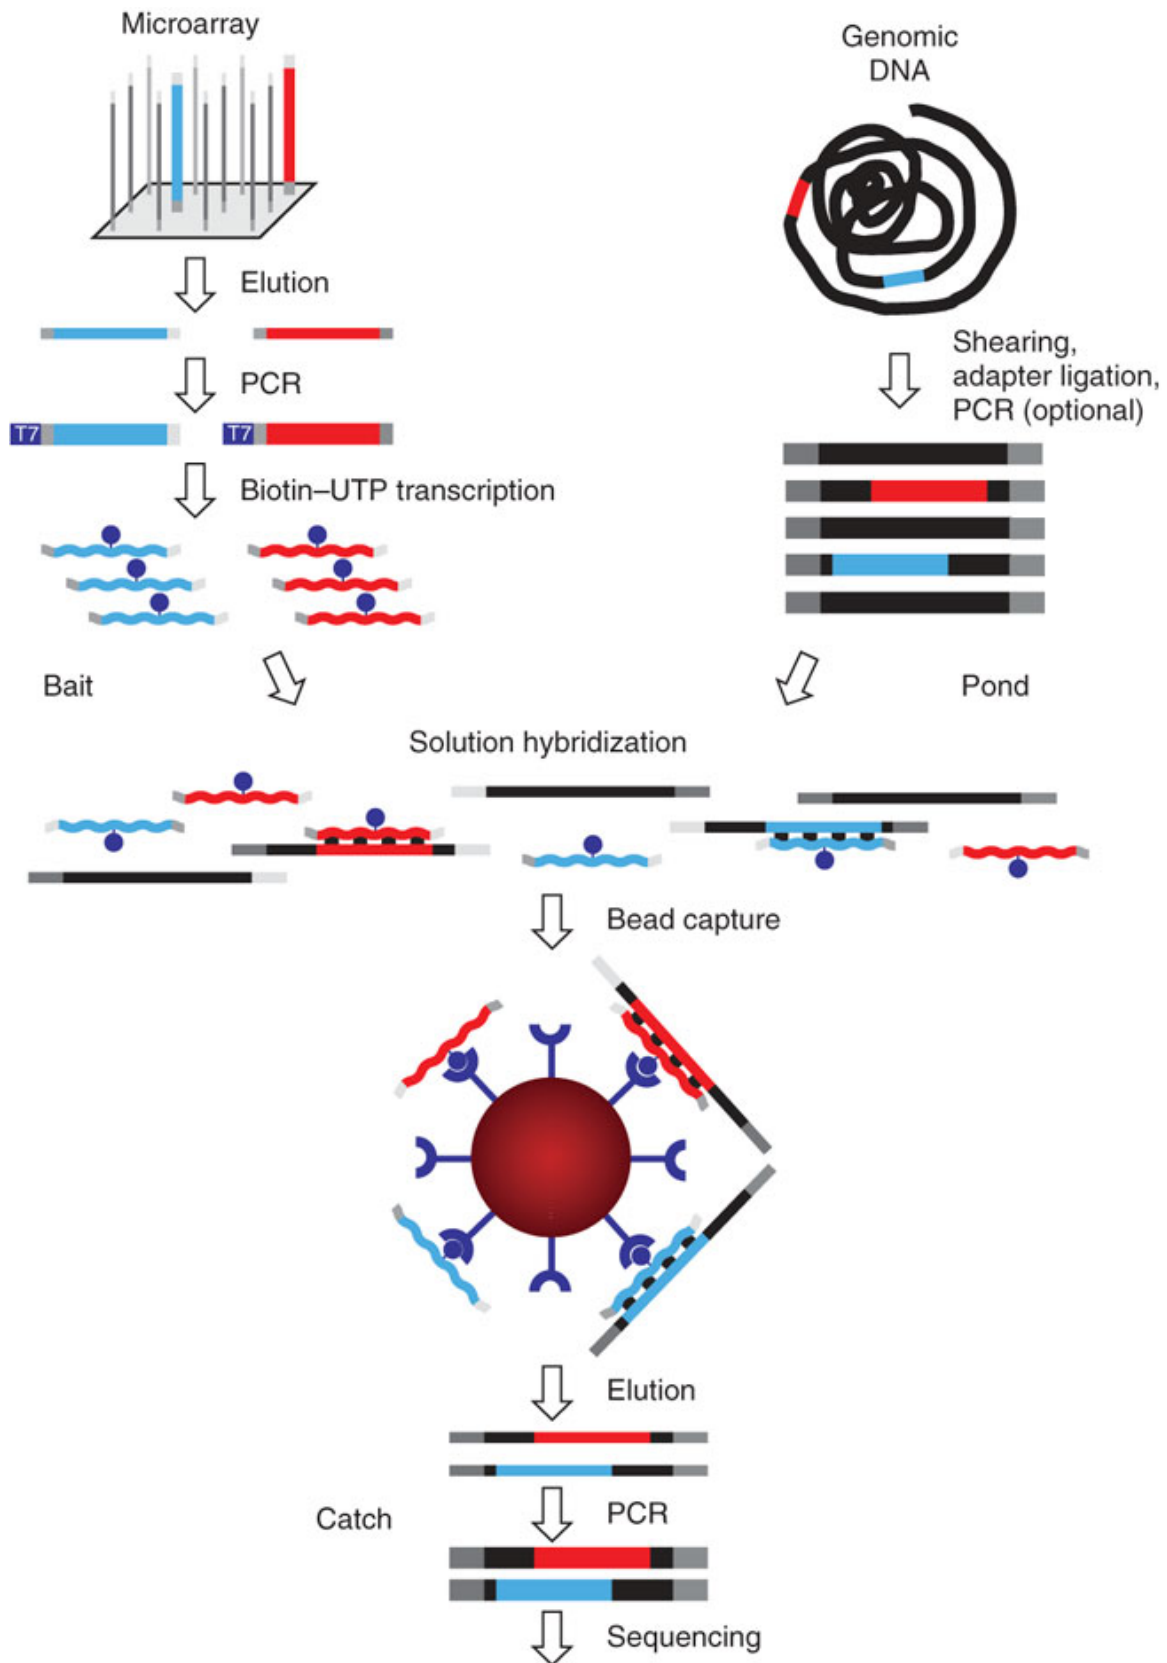 Microarray
Genomic
DNA
Elution
Shearing,
adapter ligation,
PCR (optional)
PCR
T7
T7
Biotin–UTP transcription
Bait
Pond
Solution hybridization
Bead capture
Elution
Catch
PCR
Sequencing